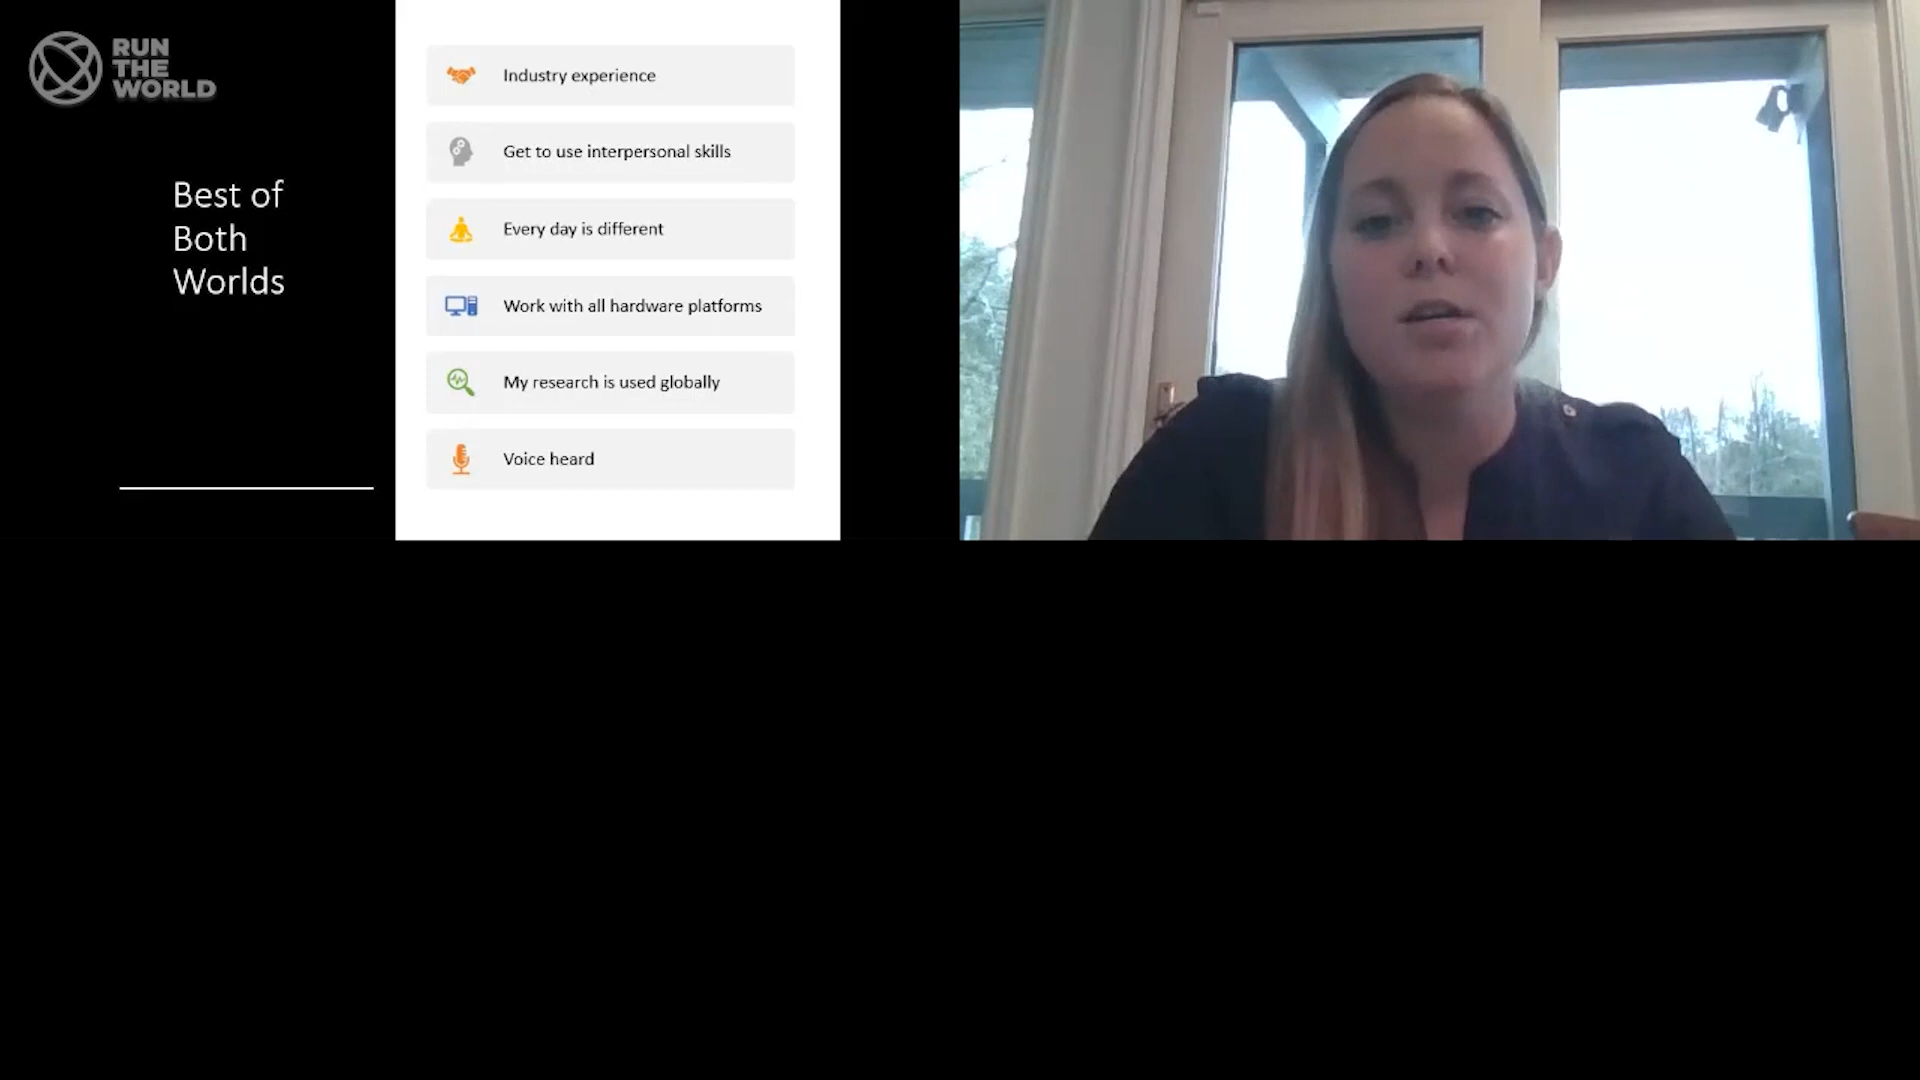 RUN
THE
WORLD
Best of
Both
Worlds
Industry experience
Get to use interpersonal skills
Every day is different
Work with all hardware platforms
My research is used globally
Voice heard